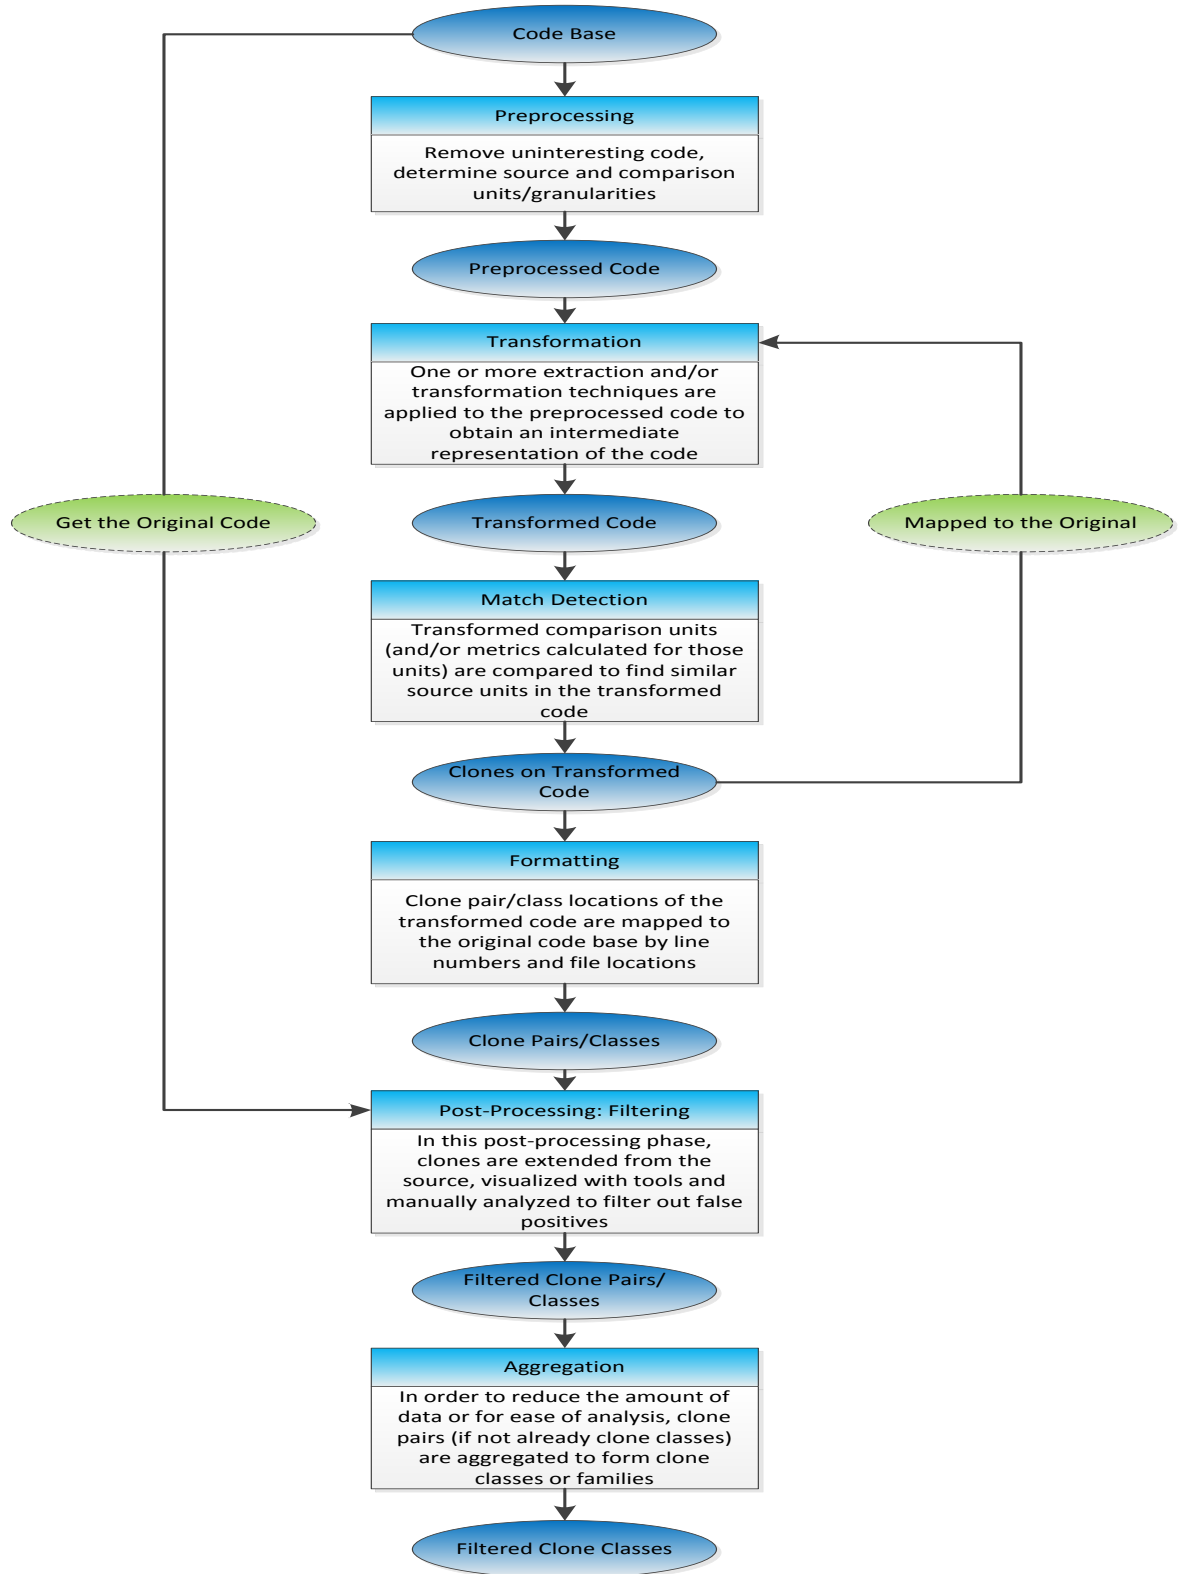 Code Base
Preprocessing
Remove uninteresting code,
determine source and comparison
units/granularities
Preprocessed Code
Transformation
One or more extraction and/or
transformation techniques are
applied to the preprocessed code to
obtain an intermediate
representation of the code
Get the Original Code
Transformed Code
Mapped to the Original
Match Detection
Transformed comparison units
(and/or metrics calculated for those
units) are compared to find similar
source units in the transformed
code
Clones on Transformed
Code
Formatting
Clone pair/class locations of the
transformed code are mapped to
the original code base by line
numbers and file locations
Clone Pairs/Classes
Post-Processing: Filtering
In this post-processing phase,
clones are extended from the
source, visualized with tools and
manually analyzed to filter out false
positives
Filtered Clone Pairs/
Classes
Aggregation
In order to reduce the amount of
data or for ease of analysis, clone
pairs (if not already clone classes)
are aggregated to form clone
classes or families
Filtered Clone Classes